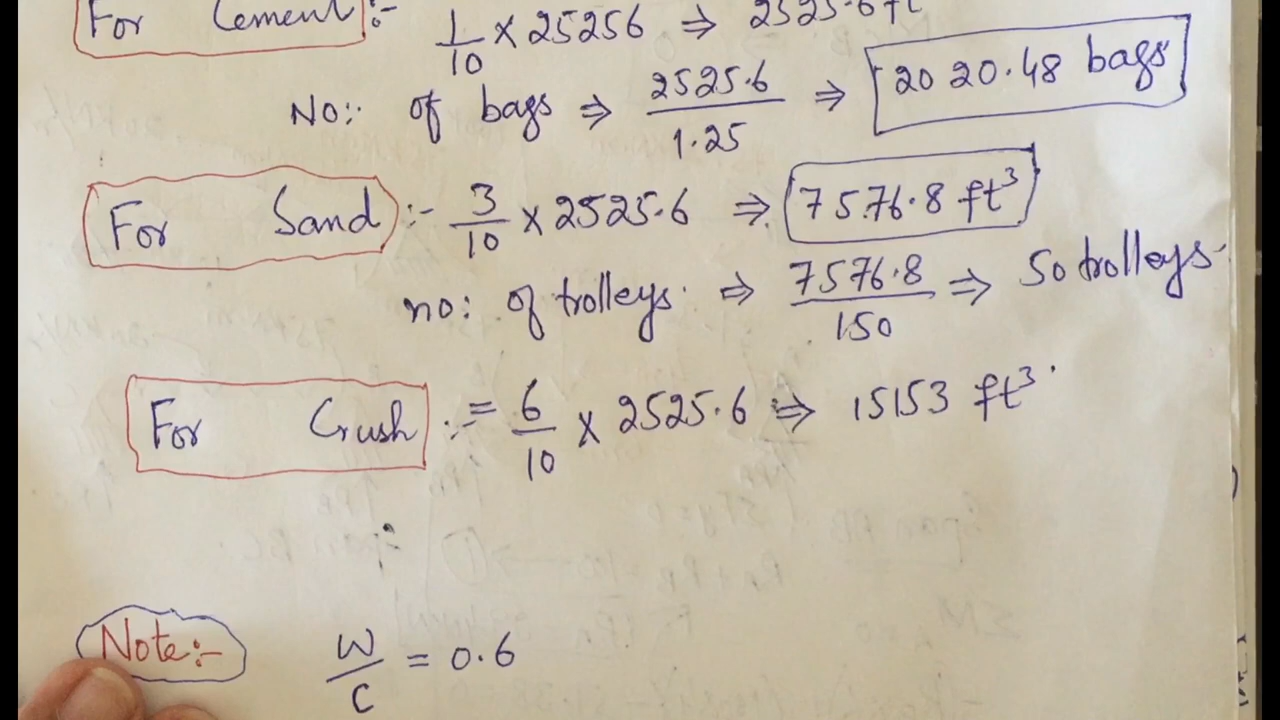 For Cement :-
1/10 × 25256 ⇒ 2525.6 ft
No:. of bags ⇒ 2525.6/1.25 ⇒ 2020.48 bags
For Sand :- 3/10 × 2525.6 ⇒ 7576.8 ft³
no: of trolleys. ⇒ 7576.8/150 ⇒ 50 trolleys.
For Crush :- = 6/10 × 2525.6 ⇒ 15153 ft³.
Note:- W/C = 0.6